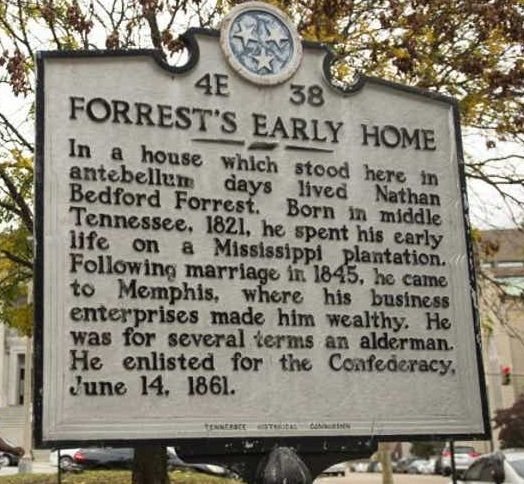 4E 38
FORREST'S EARLY HOME
In a house which stood here in
antebellum days lived Nathan
Bedford Forrest. Born in middle
Tennessee, 1821, he spent his early
life on a Mississippi plantation.
Following marriage in 1845, he came
to Memphis, where his business
enterprises made him wealthy. He
was for several terms an alderman.
He enlisted for the Confederacy,
June 14, 1861.
TENNESSEE HISTORICAL COMMISSION